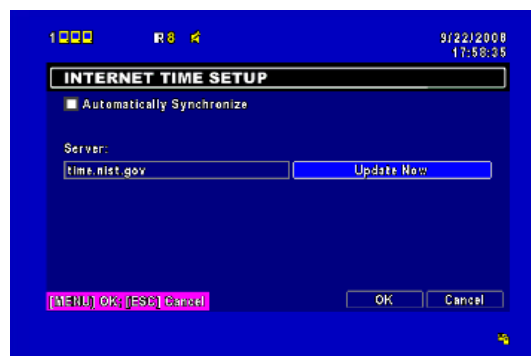 1 R8 9/22/2008
17:58:35
INTERNET TIME SETUP
Automatically Synchronize
Server:
time.nist.gov Update Now
[MENU] OK; [ESC] Cancel OK Cancel